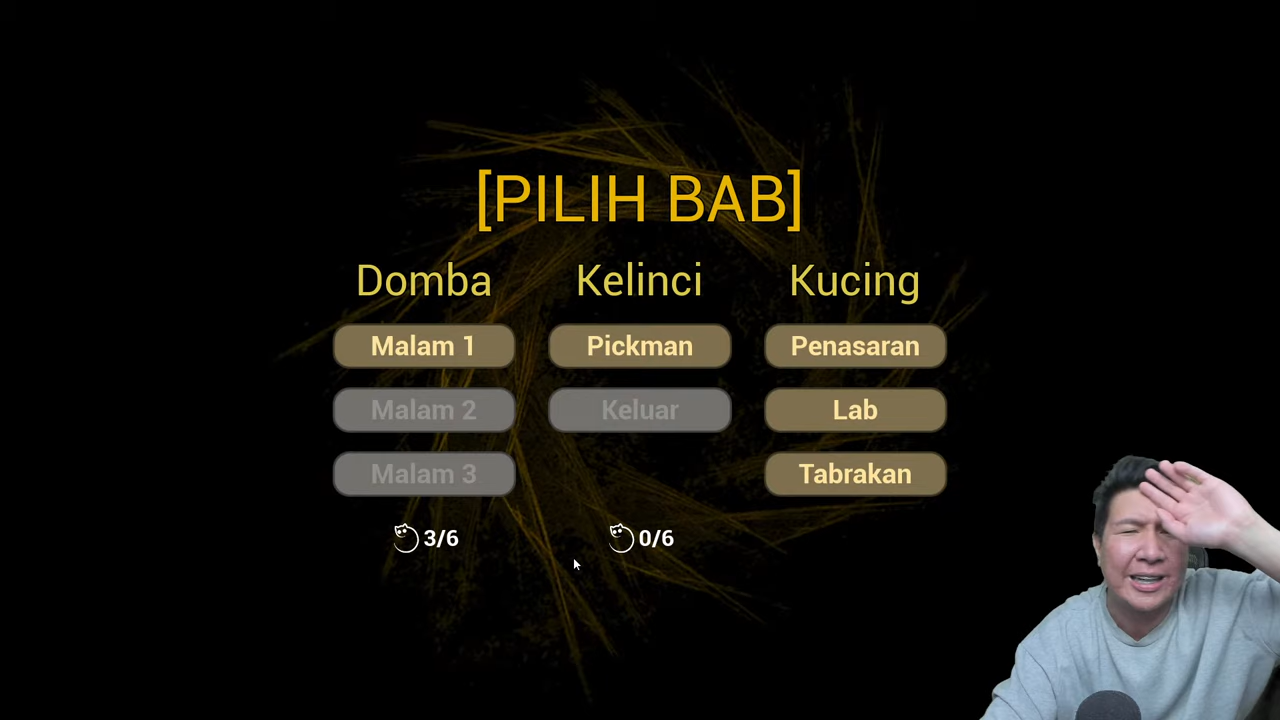 [PILIH BAB]
Domba Kelinci Kucing
Malam 1 Pickman Penasaran
Malam 2 Keluar Lab
Malam 3 Tabrakan
3/6 0/6